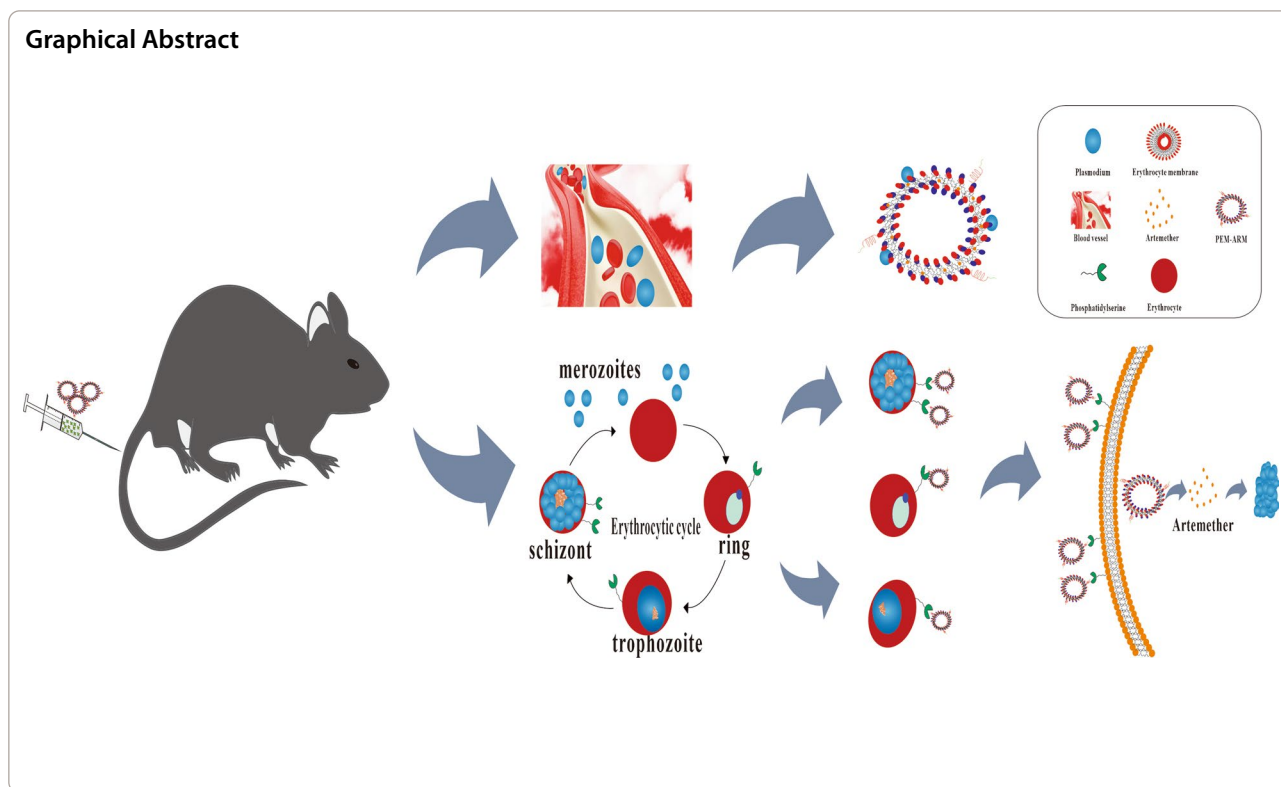 Graphical Abstract
Plasmodium
Erythrocyte membrane
Blood vessel
Artemether
PEM-ARM
Phosphatidylserine
Erythrocyte
merozoites
schizont
Erythrocytic cycle
ring
trophozoite
Artemether